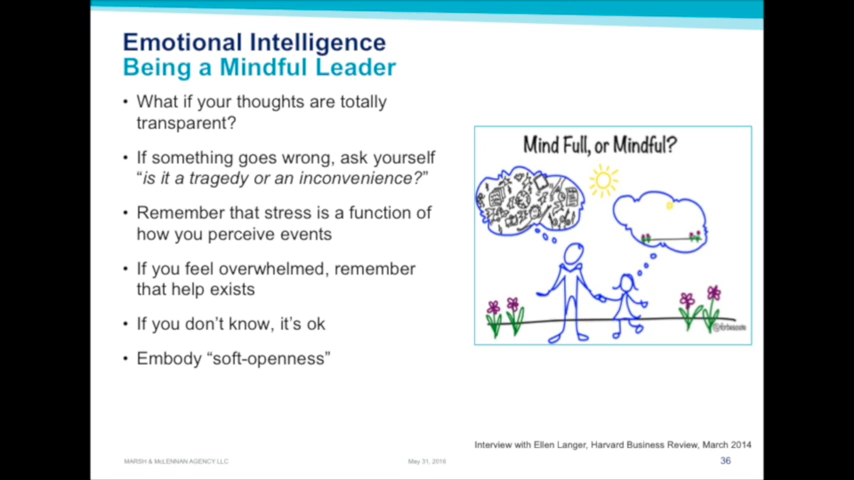 Emotional Intelligence
Being a Mindful Leader
• What if your thoughts are totally
transparent?
• If something goes wrong, ask yourself
“is it a tragedy or an inconvenience?”
• Remember that stress is a function of
how you perceive events
• If you feel overwhelmed, remember
that help exists
• If you don’t know, it’s ok
• Embody “soft-openness”
Mind Full, or Mindful?
Interview with Ellen Langer, Harvard Business Review, March 2014
MARSH & McLENNAN AGENCY LLC
May 31, 2016
36